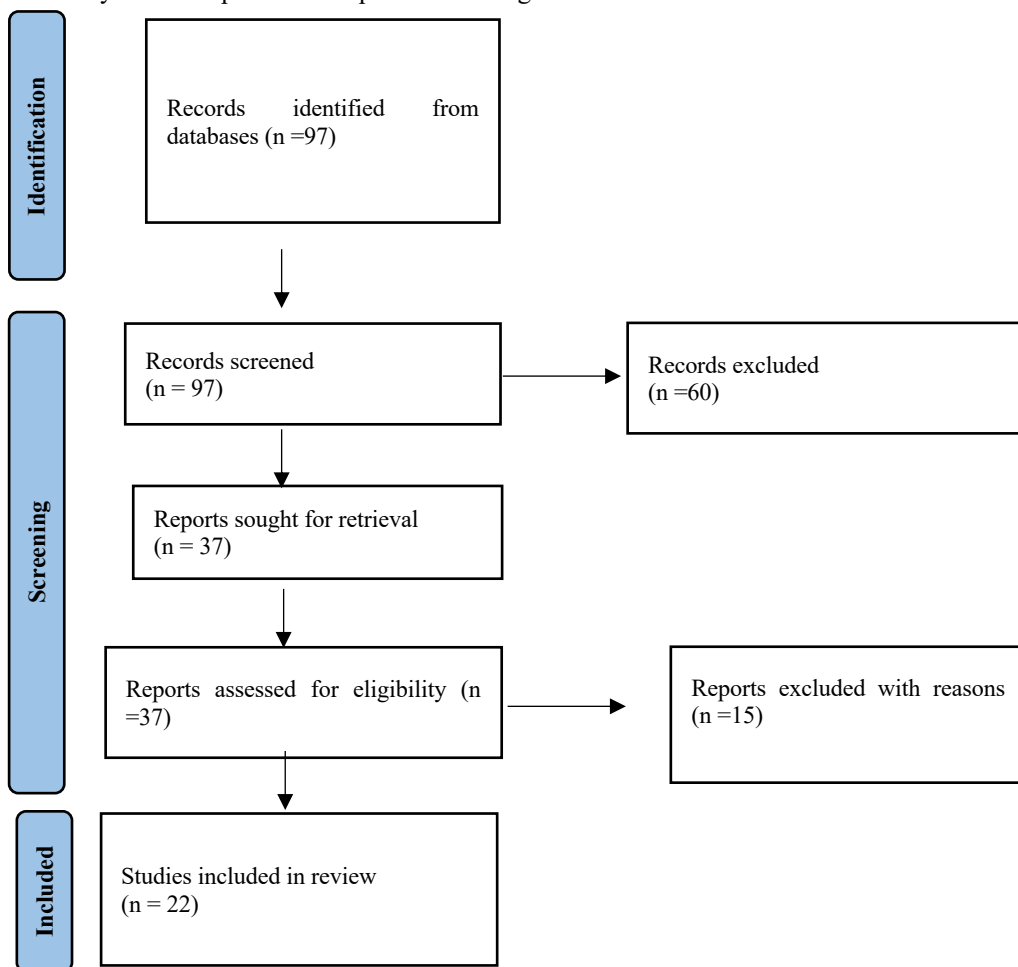 Identification
Records identified from
databases (n =97)
Screening
Records screened
(n = 97)
Records excluded
(n =60)
Reports sought for retrieval
(n = 37)
Reports assessed for eligibility (n
=37)
Reports excluded with reasons
(n =15)
Included
Studies included in review
(n = 22)